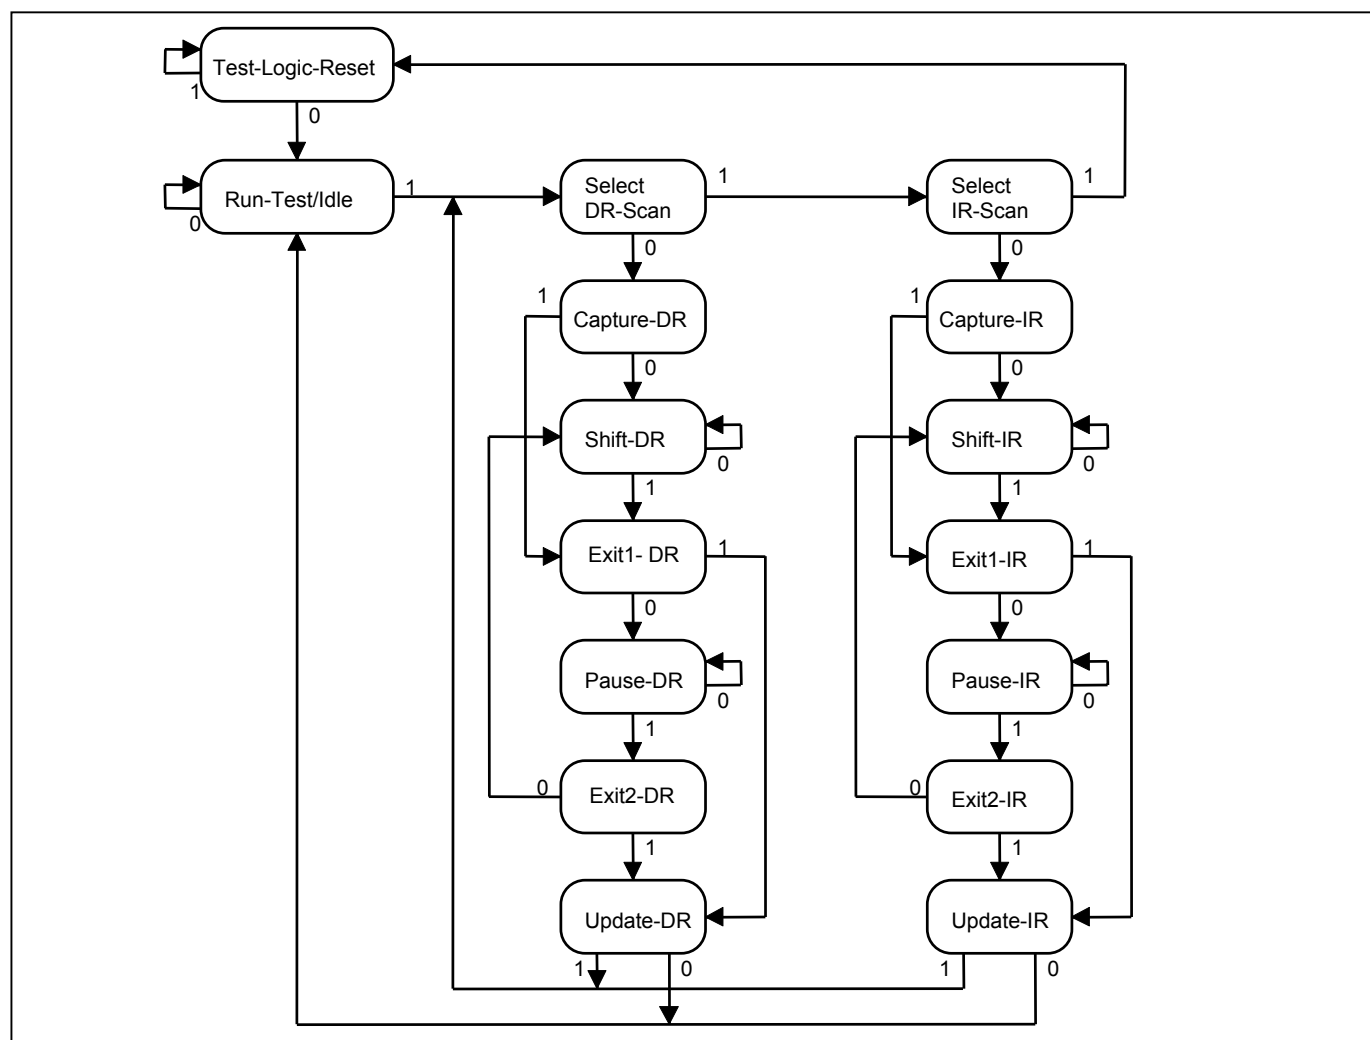 Test-Logic-Reset
1
0
Run-Test/Idle
1
0
Select
DR-Scan
1
0
Select
IR-Scan
1
0
1
Capture-DR
0
1
Capture-IR
0
Shift-DR
0
1
Shift-IR
0
1
Exit1- DR
1
0
Exit1-IR
1
0
Pause-DR
0
1
Pause-IR
0
1
0
Exit2-DR
1
0
Exit2-IR
1
Update-DR
1
0
Update-IR
1
0